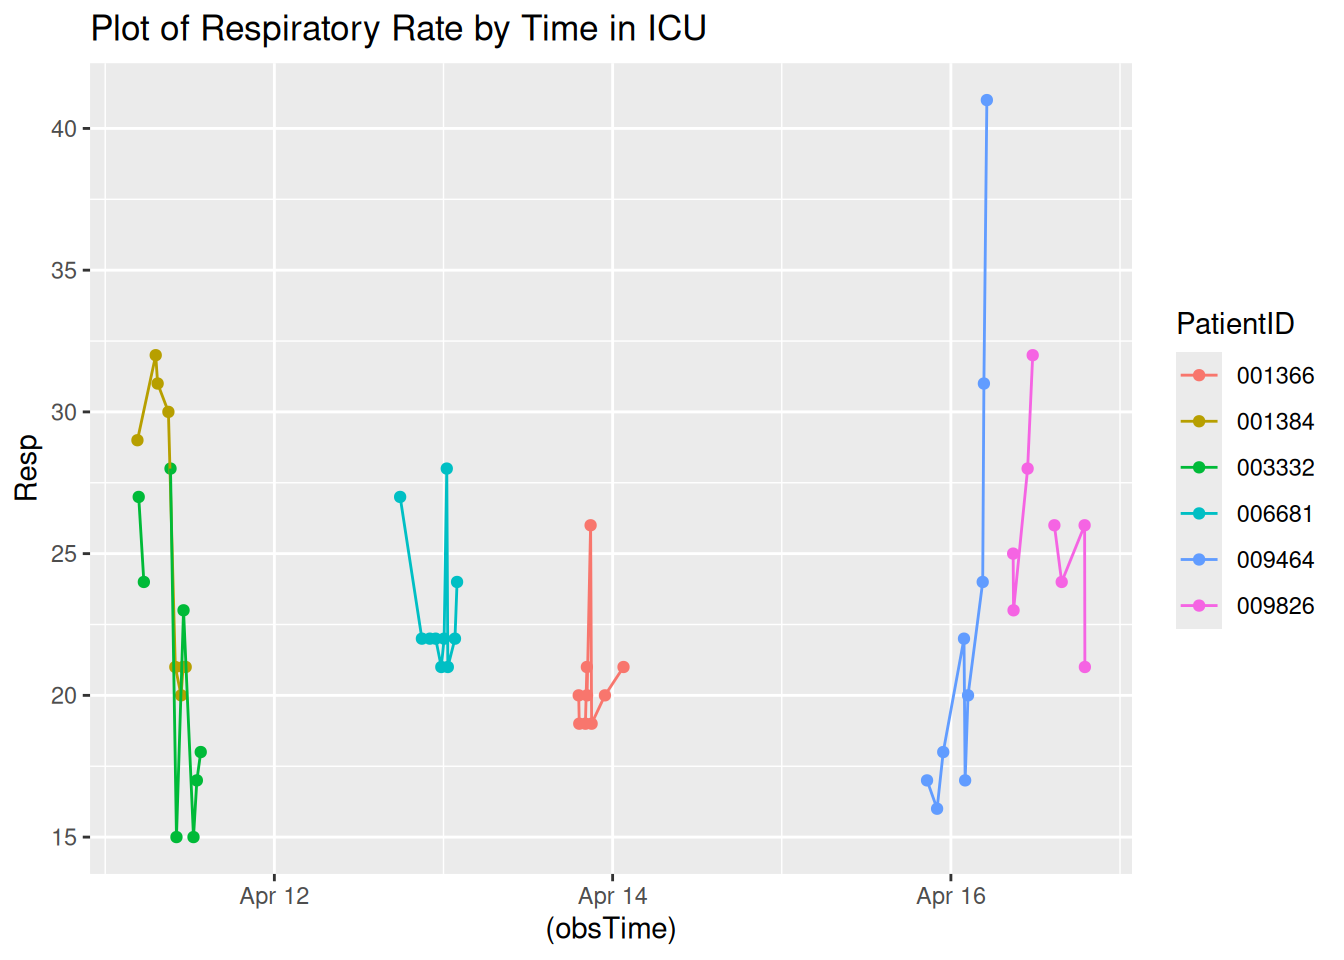 Plot of Respiratory Rate by Time in ICU
40
35
30
25
20
15
Resp
Apr 12
Apr 14
Apr 16
(obsTime)
PatientID
001366
001384
003332
006681
009464
009826